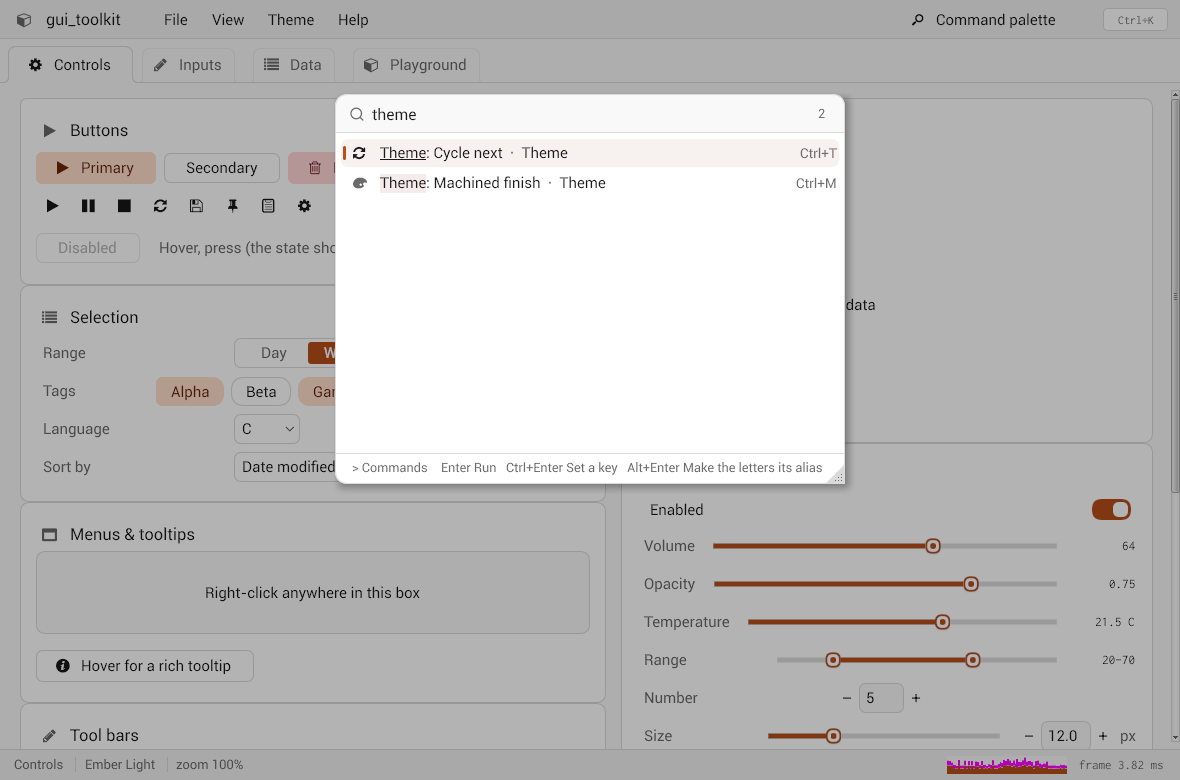 gui_toolkit File View Theme Help Command palette Ctrl+K
Controls Inputs Data Playground
theme 2
Theme: Cycle next · Theme Ctrl+T
Theme: Machined finish · Theme Ctrl+M
> Commands Enter Run Ctrl+Enter Set a key Alt+Enter Make the letters its alias
Buttons
Primary Secondary
Disabled Hover, press (the state
Selection
Range Day
Tags Alpha Beta
Language C
Sort by Date modified
Menus & tooltips
Right-click anywhere in this box
Hover for a rich tooltip
Tool bars
data
Enabled
Volume 64
Opacity 0.75
Temperature 21.5 C
Range 20–70
Number − 5 +
Size − 12.0 + px
Controls Ember Light zoom 100% frame 3.82 ms